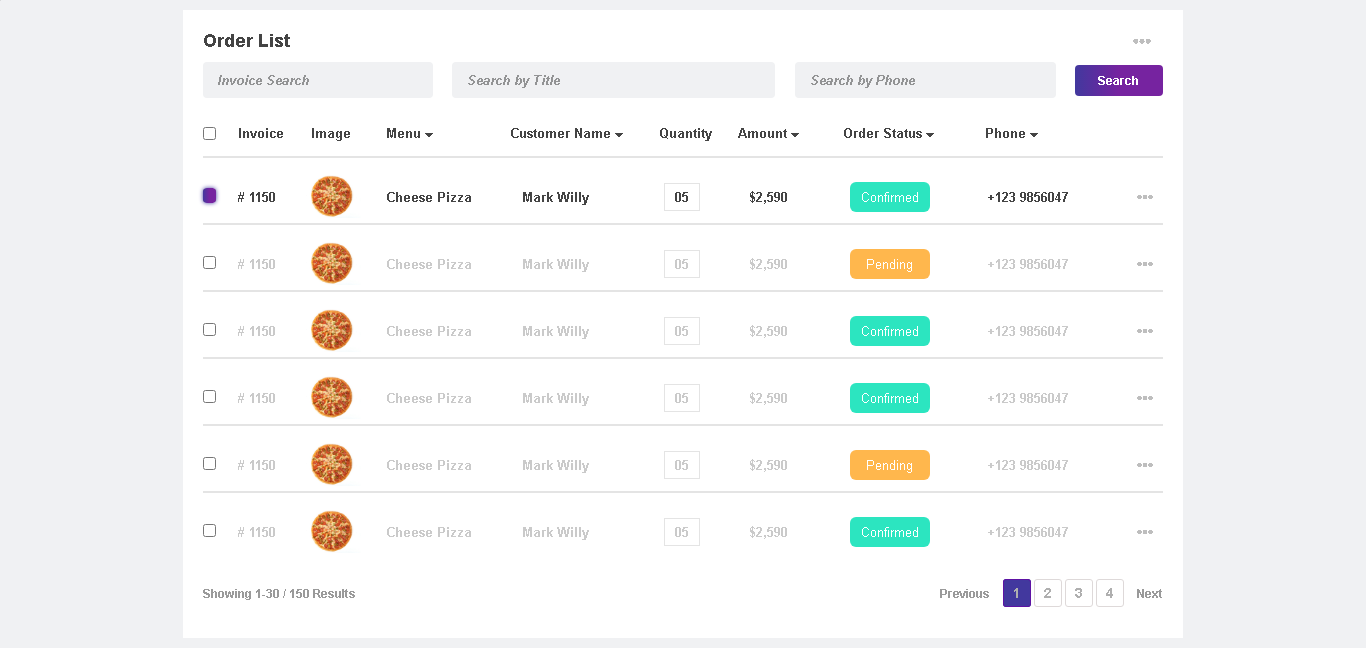 Order List
Invoice Search Search by Title Search by Phone Search
Invoice Image Menu Customer Name Quantity Amount Order Status Phone
# 1150 Cheese Pizza Mark Willy 05 $2,590 Confirmed +123 9856047
# 1150 Cheese Pizza Mark Willy 05 $2,590 Pending +123 9856047
# 1150 Cheese Pizza Mark Willy 05 $2,590 Confirmed +123 9856047
# 1150 Cheese Pizza Mark Willy 05 $2,590 Confirmed +123 9856047
# 1150 Cheese Pizza Mark Willy 05 $2,590 Pending +123 9856047
# 1150 Cheese Pizza Mark Willy 05 $2,590 Confirmed +123 9856047
Showing 1-30 / 150 Results Previous 1 2 3 4 Next